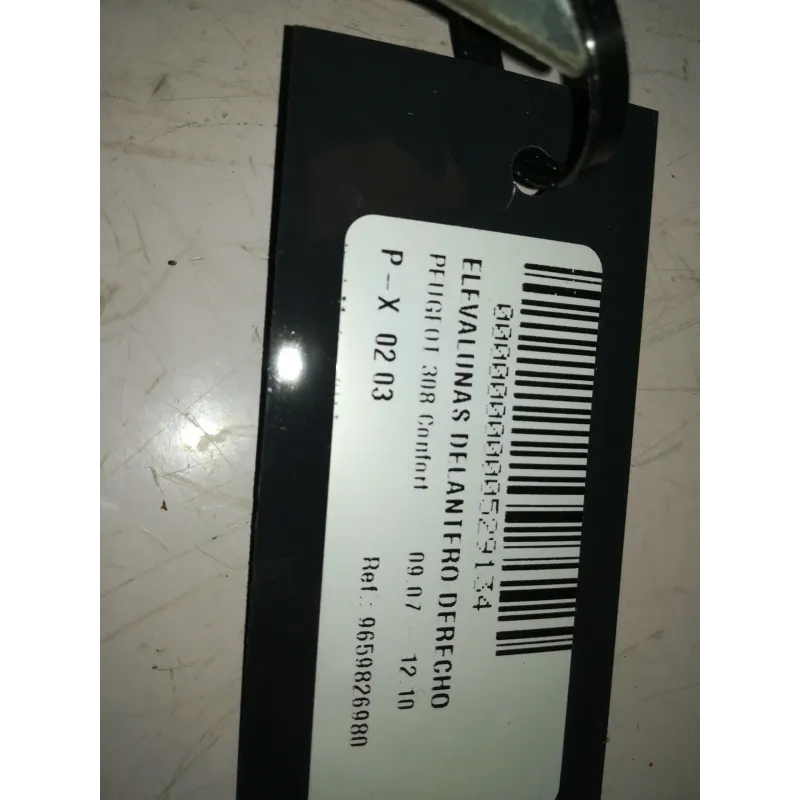 0000000000529134
ELEVALUNAS DELANTERO DERECHO
PEUGEOT 308 Confort 09.07 - 12.10
P-X 02 03 Ref.: 9659826980